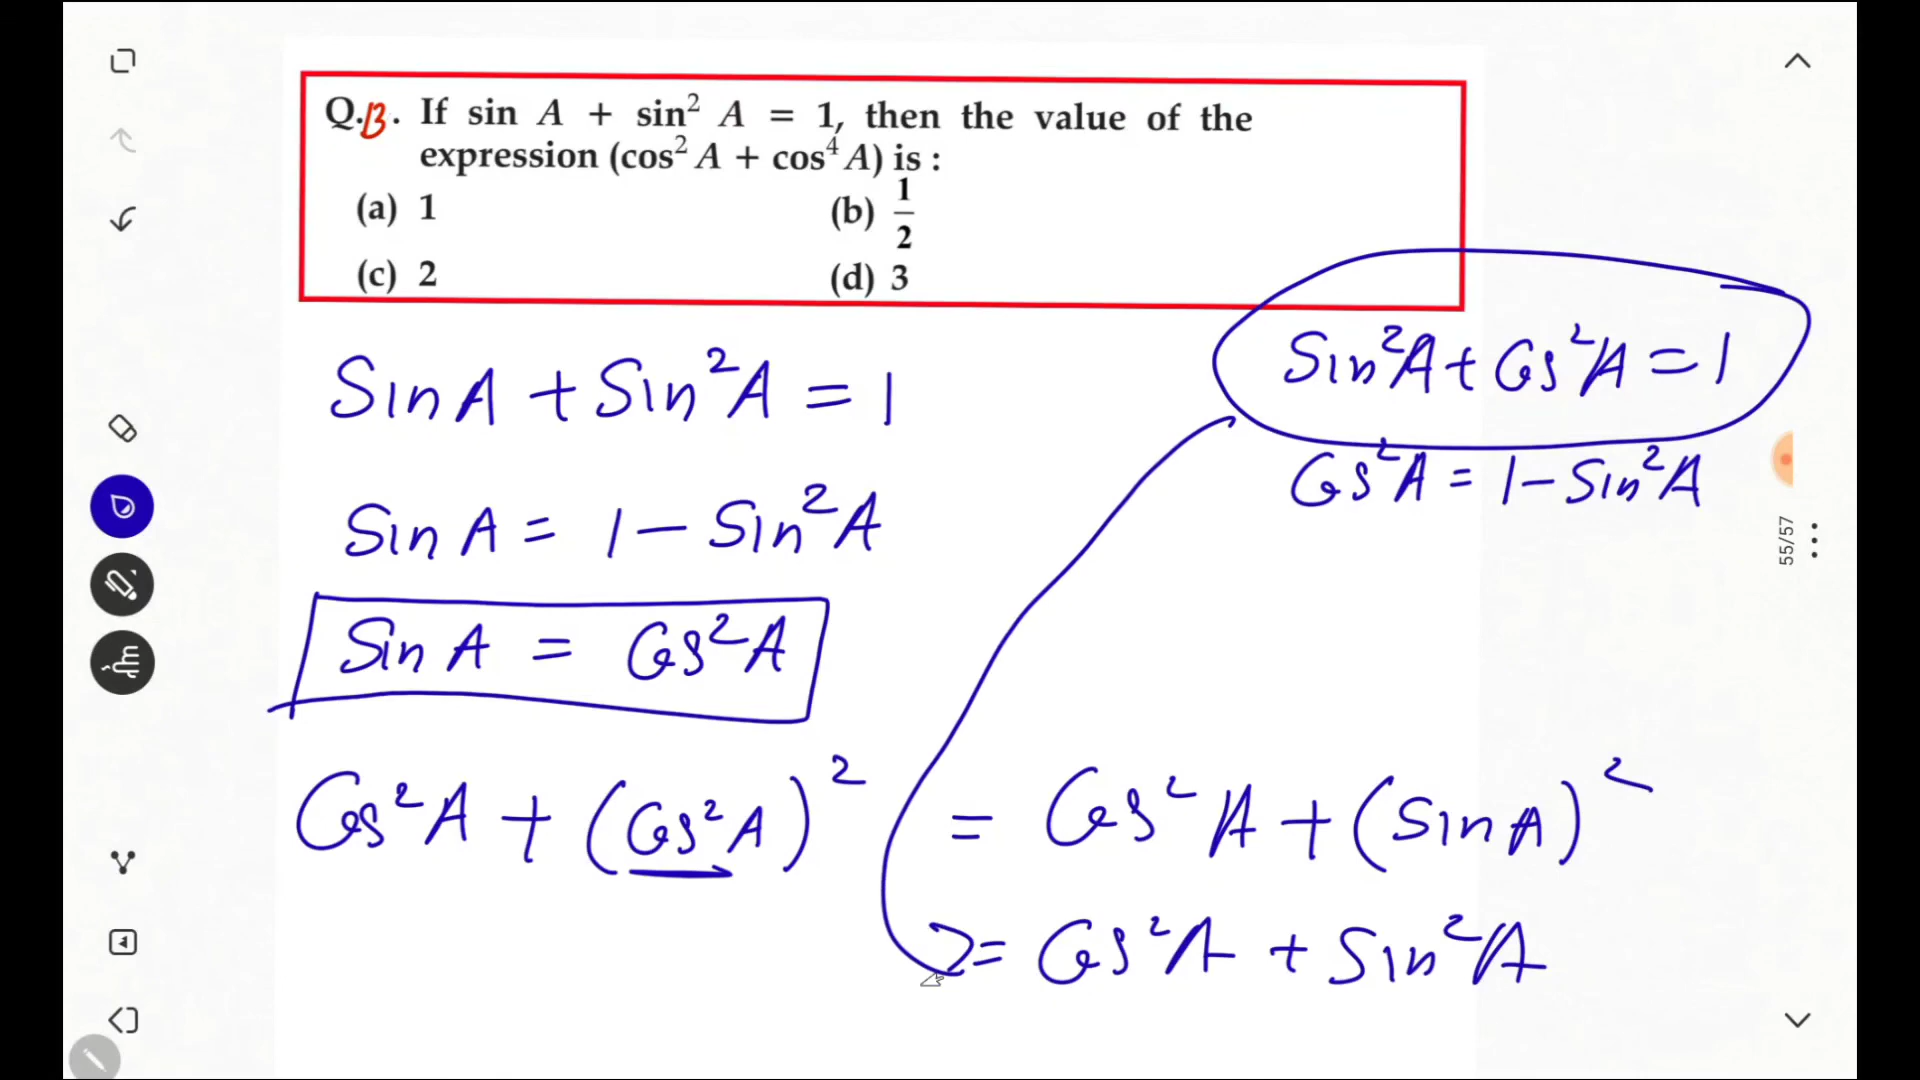 Q.13. If sin A + sin² A = 1, then the value of the
expression (cos² A + cos⁴ A) is :
(a) 1 (b) 1/2
(c) 2 (d) 3
Sin²A + Cos²A = 1
Sin A + Sin²A = 1
Cos²A = 1 - Sin²A
Sin A = 1 - Sin²A
55/57
Sin A = Cos²A
Cos²A + (Cos²A)² = Cos²A + (Sin A)²
= Cos²A + Sin²A